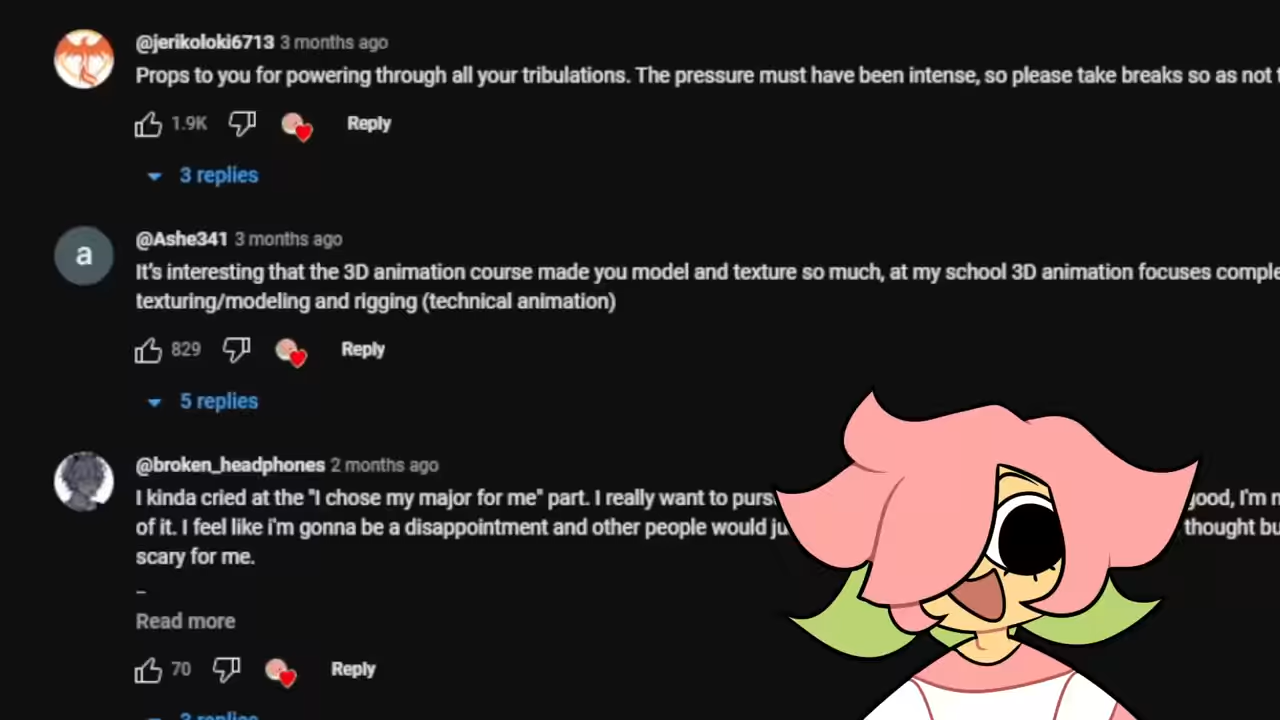 @jerikoloki6713 3 months ago
Props to you for powering through all your tribulations. The pressure must have been intense, so please take breaks so as not
1.9K Reply
3 replies
a
@Ashe341 3 months ago
It's interesting that the 3D animation course made you model and texture so much, at my school 3D animation focuses
texturing/modeling and rigging (technical animation)
829 Reply
5 replies
@broken_headphones 2 months ago
I kinda cried at the "I chose my major for me" part. I really want to good, I'm
of it. I feel like i'm gonna be a disappointment and other people would thought
scary for me.
–
Read more
70 Reply
3 replies